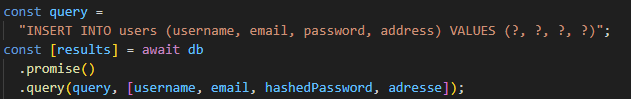 const query =
"INSERT INTO users (username, email, password, address) VALUES (?, ?, ?, ?)";
const [results] = await db
.promise()
.query(query, [username, email, hashedPassword, adresse]);